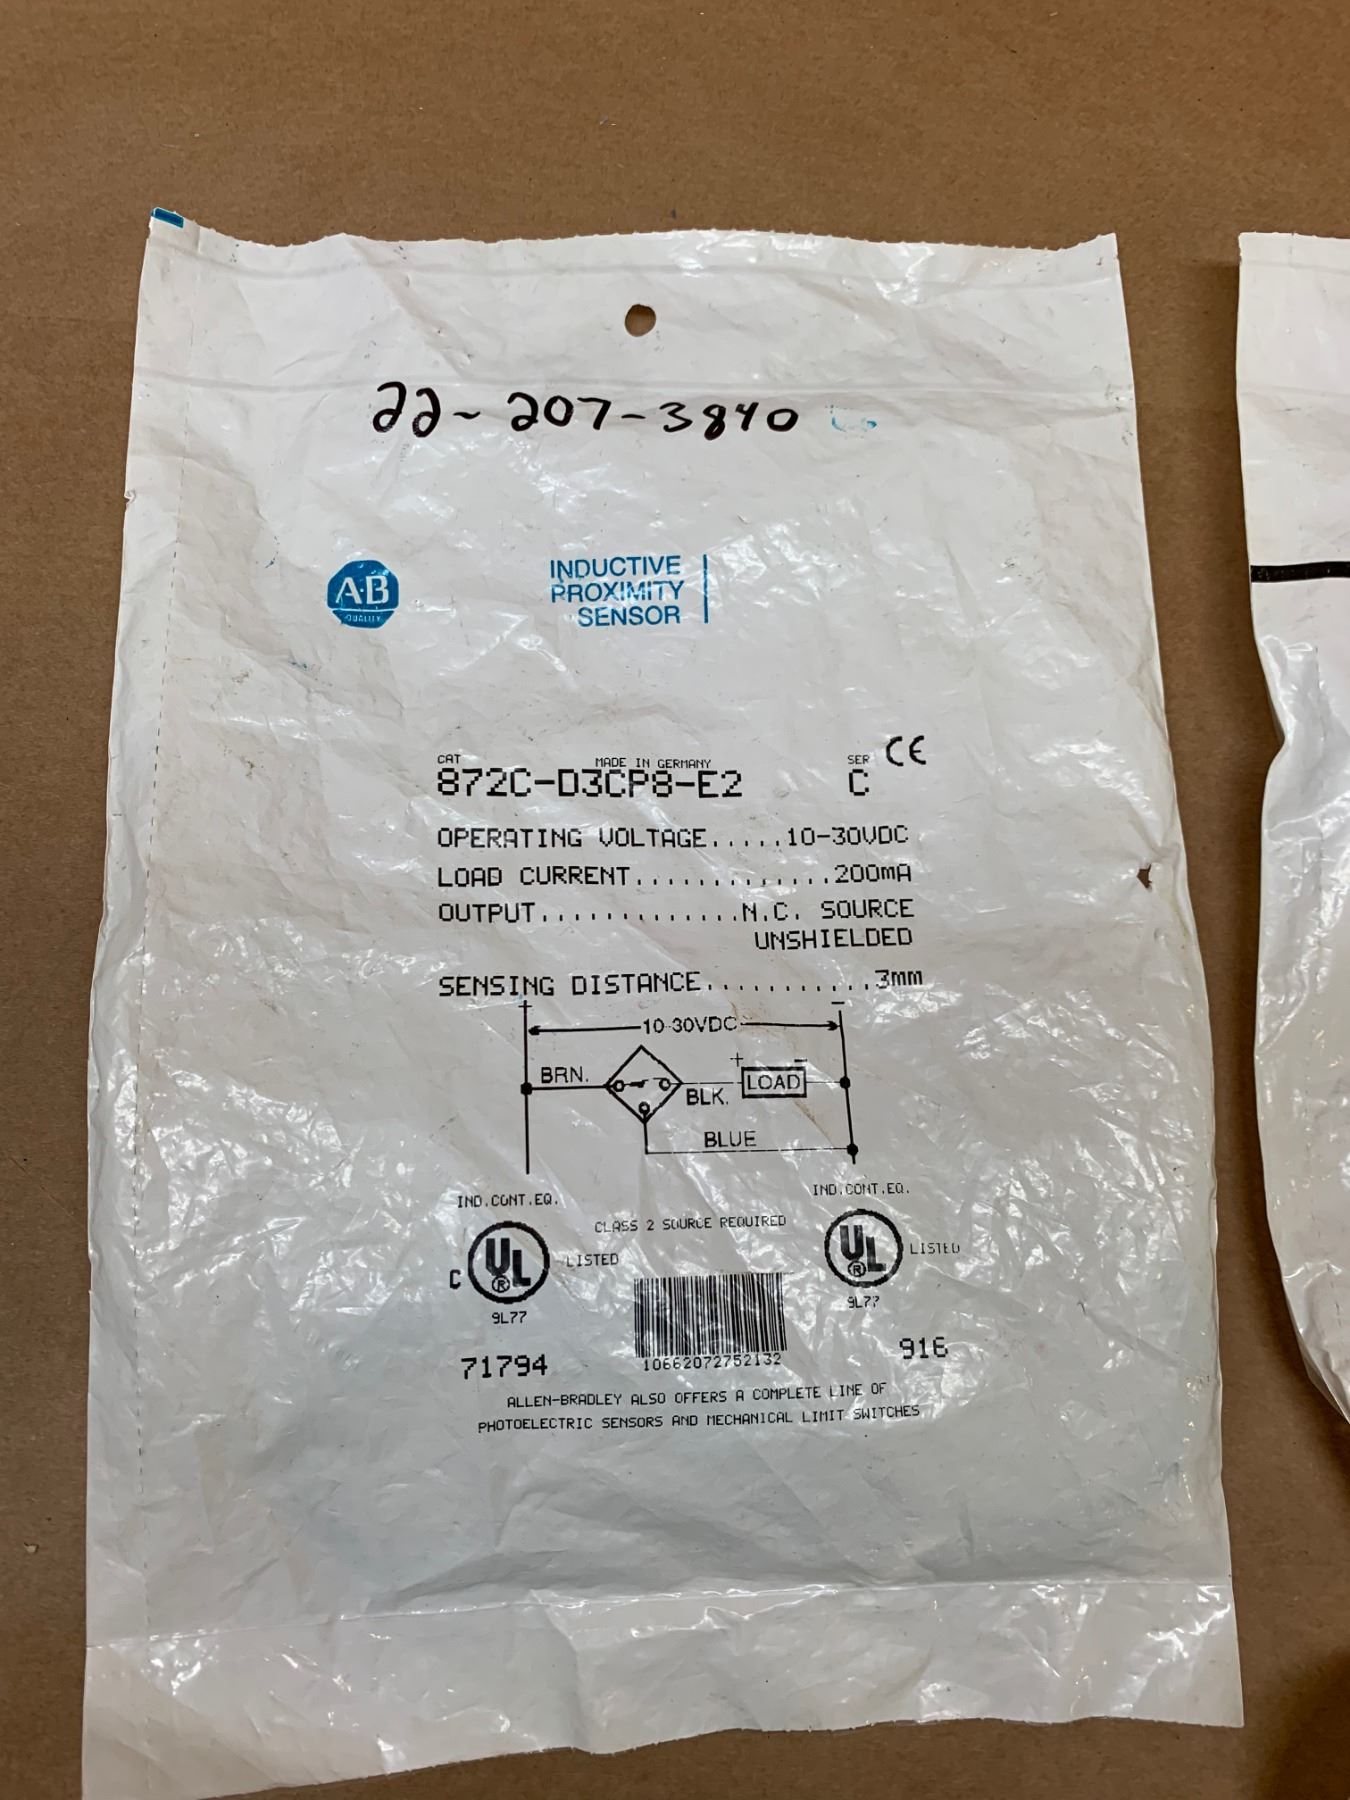 22-207-3840
A-B
QUALITY
INDUCTIVE
PROXIMITY
SENSOR
CAT MADE IN GERMANY SER CE
872C-D3CP8-E2 C
OPERATING VOLTAGE.....10-30VDC
LOAD CURRENT.............200mA
OUTPUT.............N.C. SOURCE
UNSHIELDED
SENSING DISTANCE...........3mm
+ -
10-30VDC
+ -
BRN. LOAD
BLK.
BLUE
IND.CONT.EQ. IND.CONT.EQ.
CLASS 2 SOURCE REQUIRED
C UL ® LISTED UL ® LISTED
9L77 9L77
71794 10662072752132 916
ALLEN-BRADLEY ALSO OFFERS A COMPLETE LINE OF
PHOTOELECTRIC SENSORS AND MECHANICAL LIMIT SWITCHES